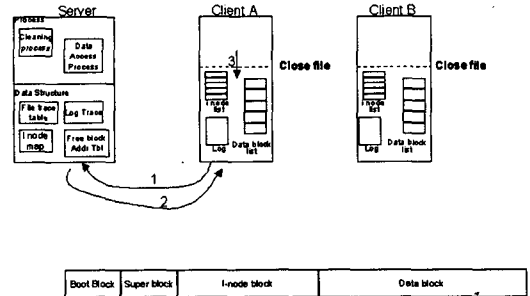 Server
Client A
Client B
Process
Cleaning process
Data Access Process
3
Close file
Close file
Data Structure
File trace table
Log Trace
I node map
Free block Addr Tbl
I node list
Log
Data block list
I node list
Log
Data block list
1
2
Boot Block
Super block
I-node block
Data block